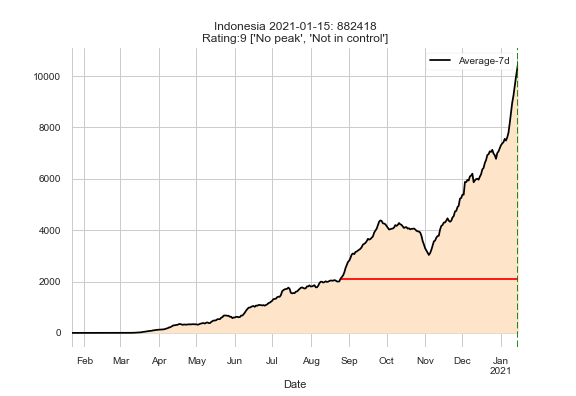 Indonesia 2021-01-15: 882418
Rating:9 ['No peak', 'Not in control']
Average-7d
10000
8000
6000
4000
2000
0
Feb Mar Apr May Jun Jul Aug Sep Oct Nov Dec Jan
2021
Date